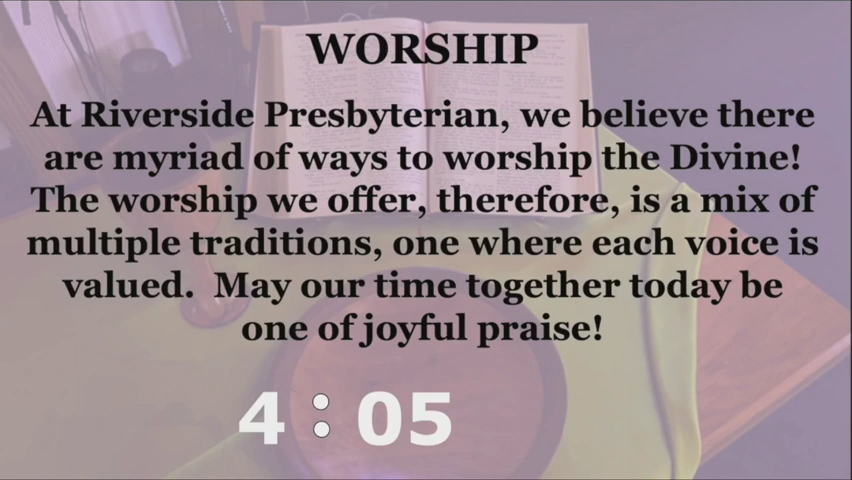 WORSHIP
At Riverside Presbyterian, we believe there
are myriad of ways to worship the Divine!
The worship we offer, therefore, is a mix of
multiple traditions, one where each voice is
valued.  May our time together today be
one of joyful praise!
4:05